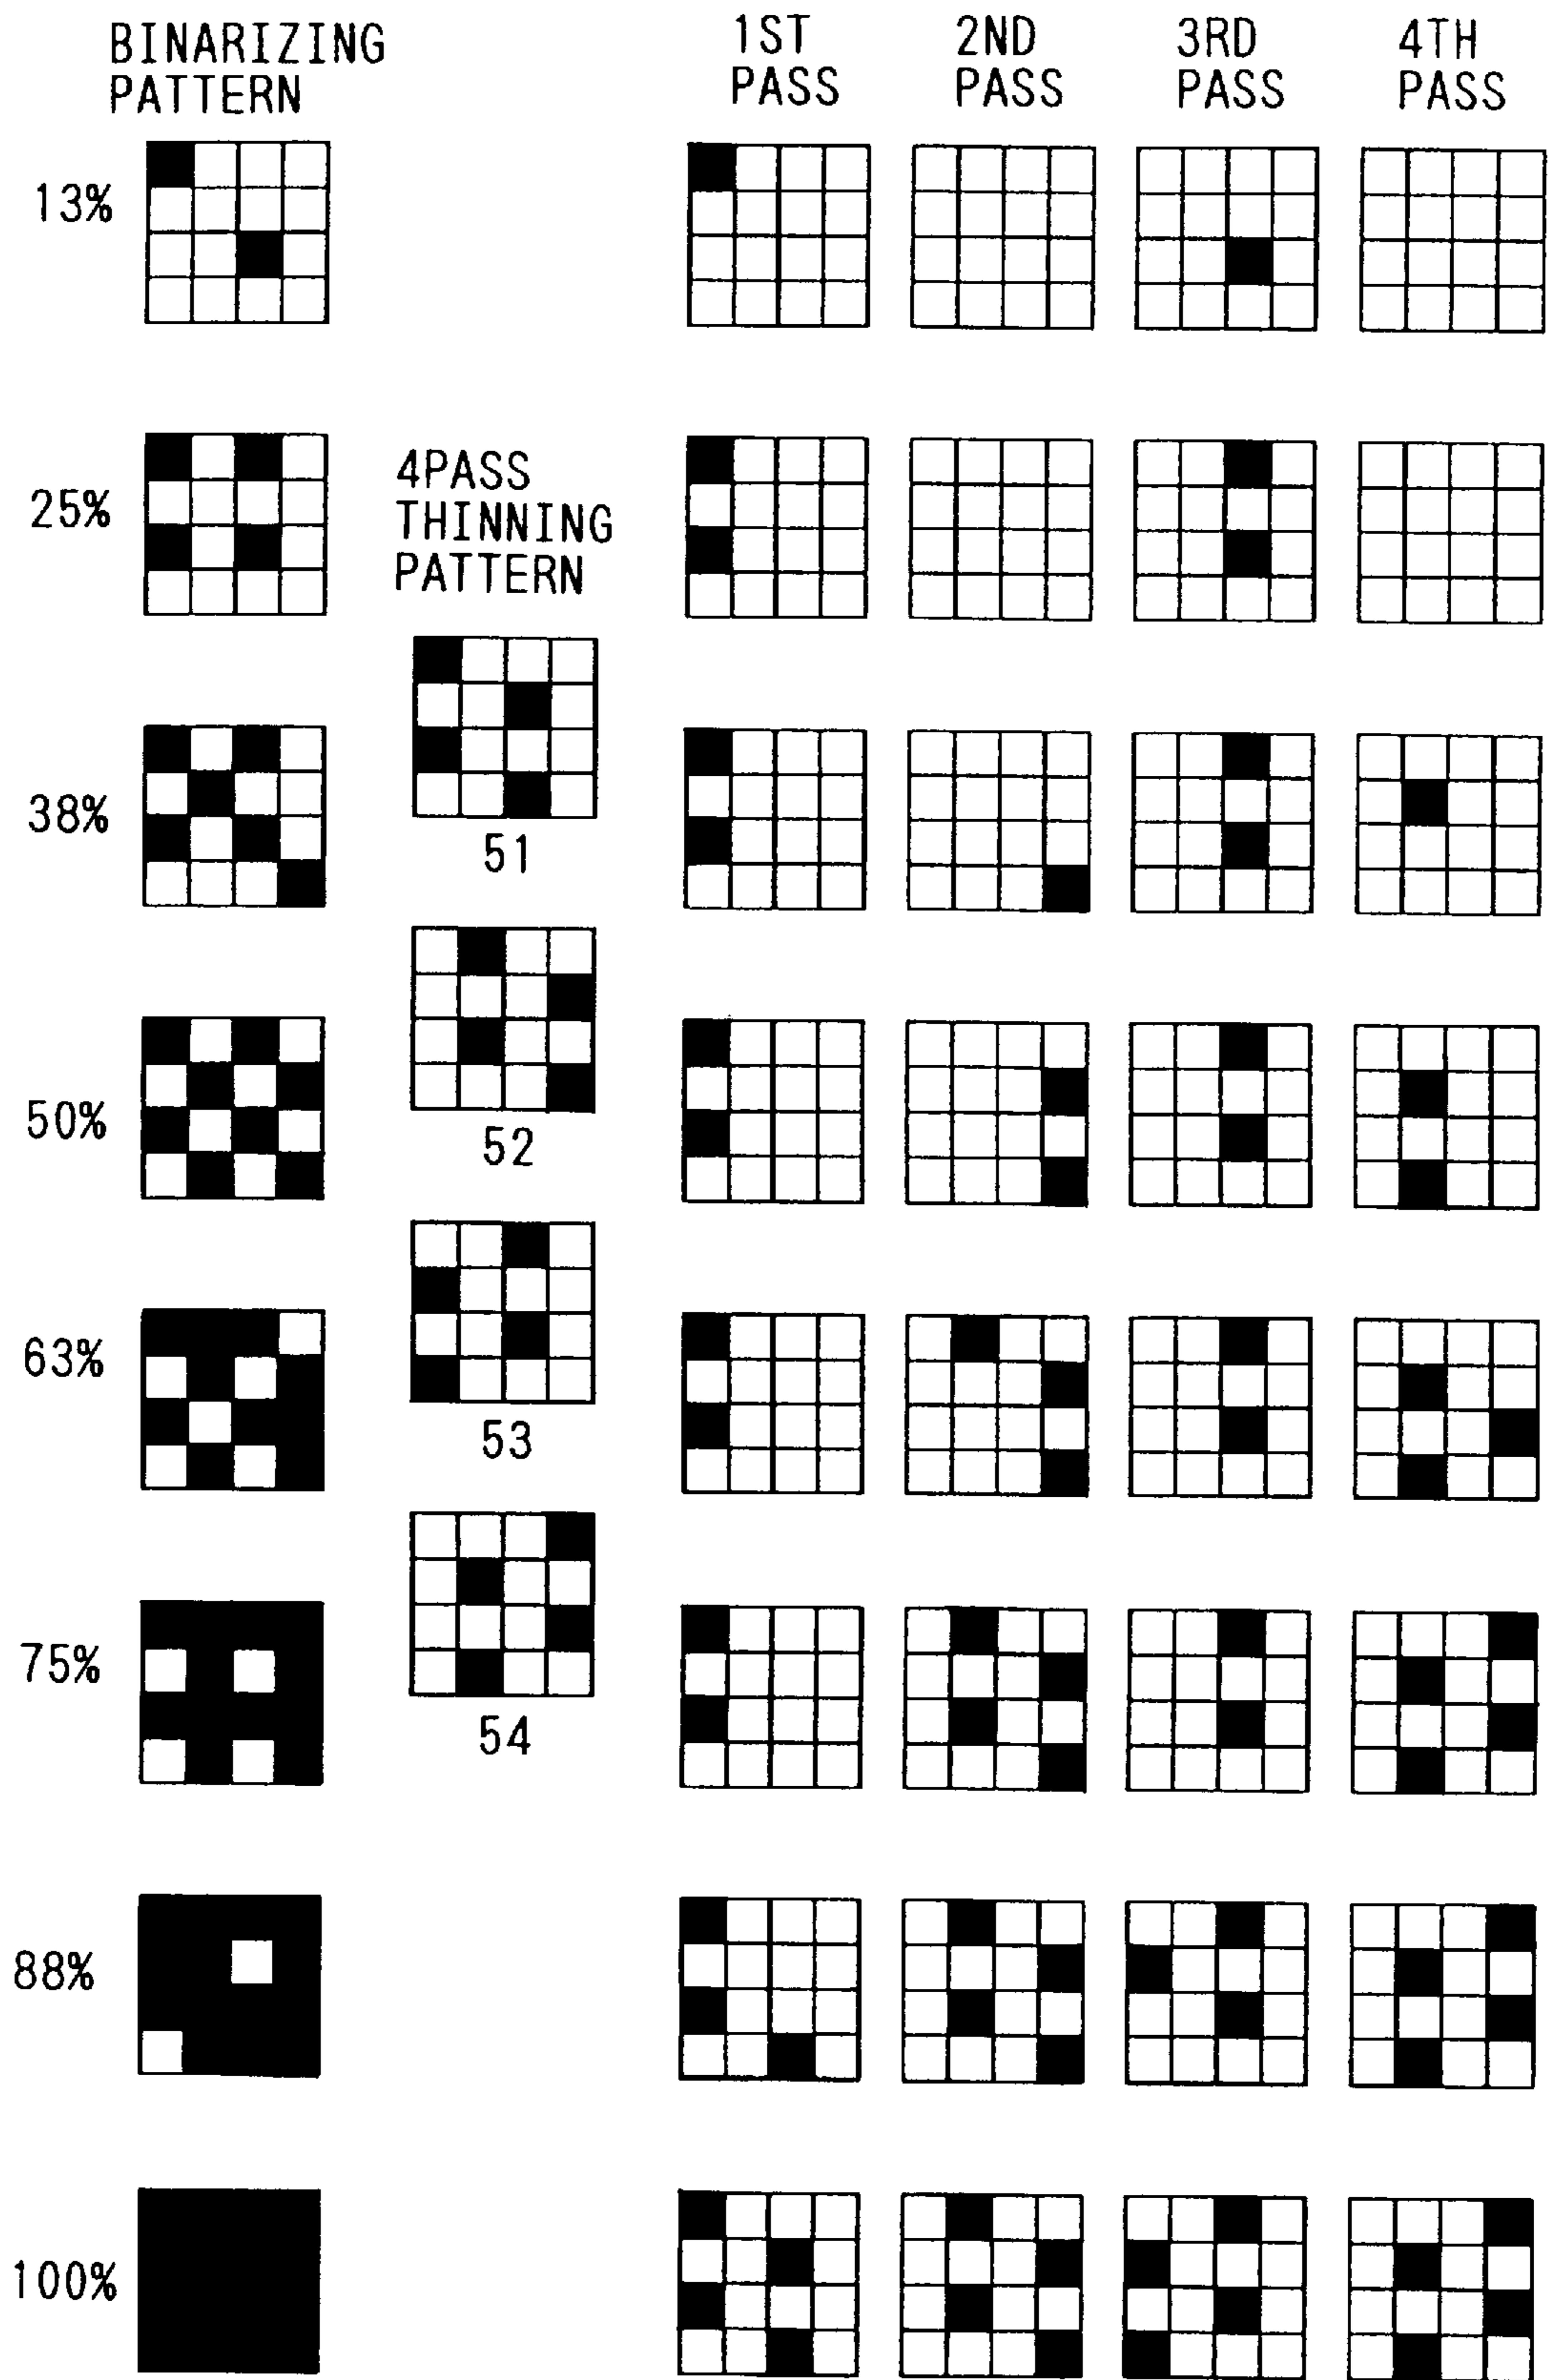 BINARIZING
PATTERN
1ST
PASS
2ND
PASS
3RD
PASS
4TH
PASS
13%
25%
4PASS
THINNING
PATTERN
38%
51
50%
52
63%
53
75%
54
88%
100%